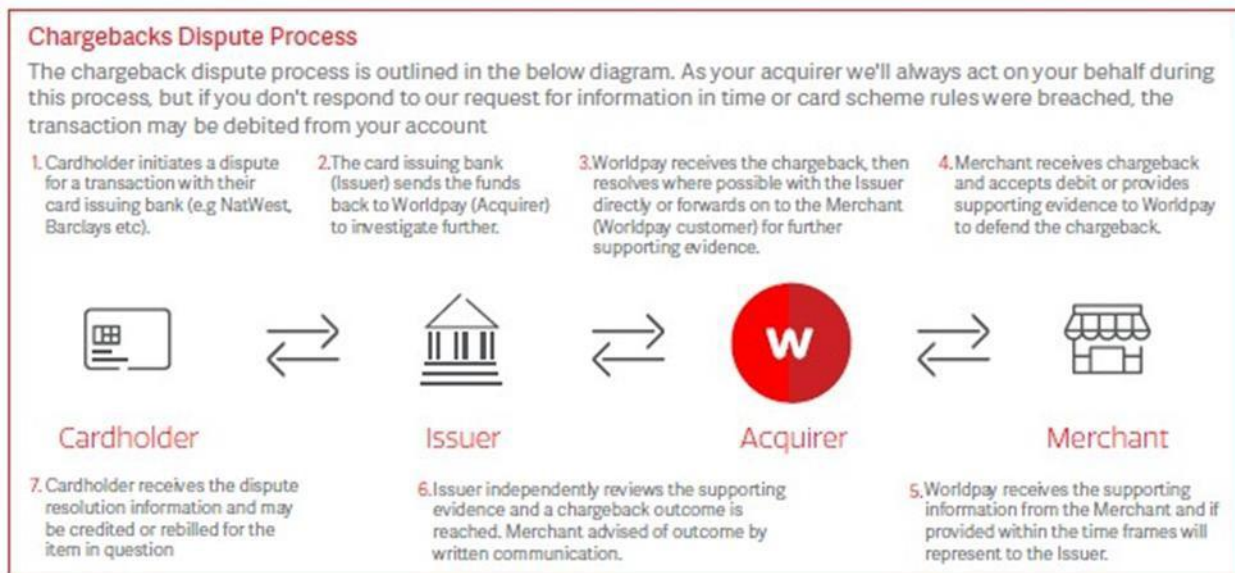 Chargebacks Dispute Process
The chargeback dispute process is outlined in the below diagram. As your acquirer we'll always act on your behalf during
this process, but if you don't respond to our request for information in time or card scheme rules were breached, the
transaction may be debited from your account
1. Cardholder initiates a dispute
for a transaction with their
card issuing bank (e.g NatWest,
Barclays etc).
2. The card issuing bank
(Issuer) sends the funds
back to Worldpay (Acquirer)
to investigate further.
3. Worldpay receives the chargeback, then
resolves where possible with the Issuer
directly or forwards on to the Merchant
(Worldpay customer) for further
supporting evidence.
4. Merchant receives chargeback
and accepts debit or provides
supporting evidence to Worldpay
to defend the chargeback.
W
Cardholder
Issuer
Acquirer
Merchant
7. Cardholder receives the dispute
resolution information and may
be credited or rebilled for the
item in question
6. Issuer independently reviews the supporting
evidence and a chargeback outcome is
reached. Merchant advised of outcome by
written communication.
5. Worldpay receives the supporting
information from the Merchant and if
provided within the time frames will
represent to the Issuer.